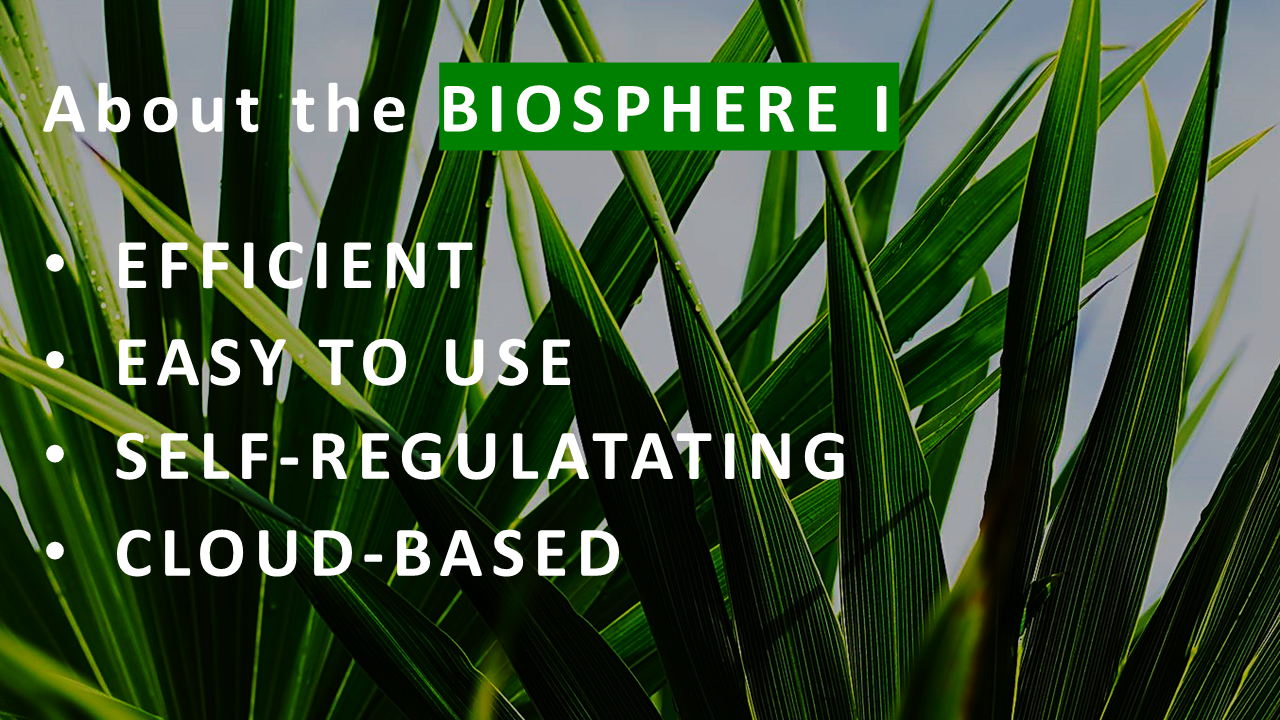 About the BIOSPHERE I
• EFFICIENT
• EASY TO USE
• SELF-REGULATATING
• CLOUD-BASED